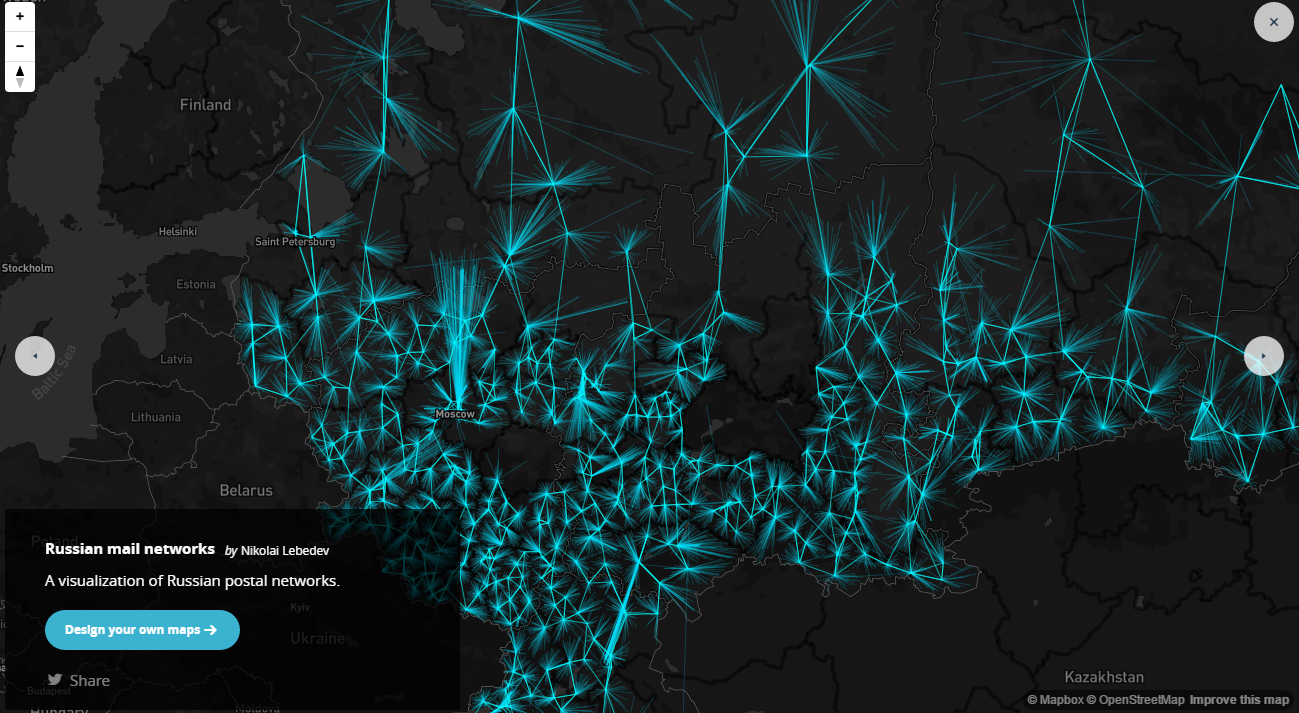 +
−
×
Finland
Helsinki
Saint Petersburg
Stockholm
Estonia
Latvia
Baltic Sea
Lithuania
Moscow
Belarus
Poland
Russian mail networks by Nikolai Lebedev
A visualization of Russian postal networks.
Kyiv
Design your own maps →
Ukraine
Share
Kazakhstan
Budapest
Hungary
Moldova
© Mapbox © OpenStreetMap Improve this map